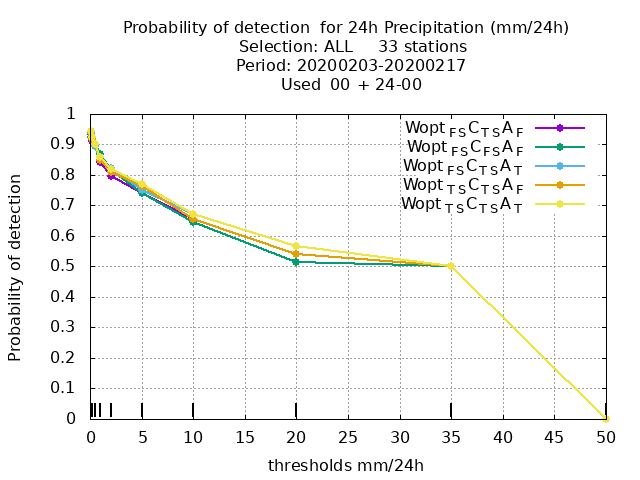 Probability of detection  for 24h Precipitation (mm/24h)
Selection: ALL     33 stations
Period: 20200203-20200217
Used  00 + 24-00
Wopt FS C TS A F
Wopt FS C FS A F
Wopt FS C TS A T
Wopt TS C TS A F
Wopt TS C TS A T
1
0.9
0.8
0.7
0.6
0.5
0.4
0.3
0.2
0.1
0
Probability of detection
0 5 10 15 20 25 30 35 40 45 50
thresholds mm/24h